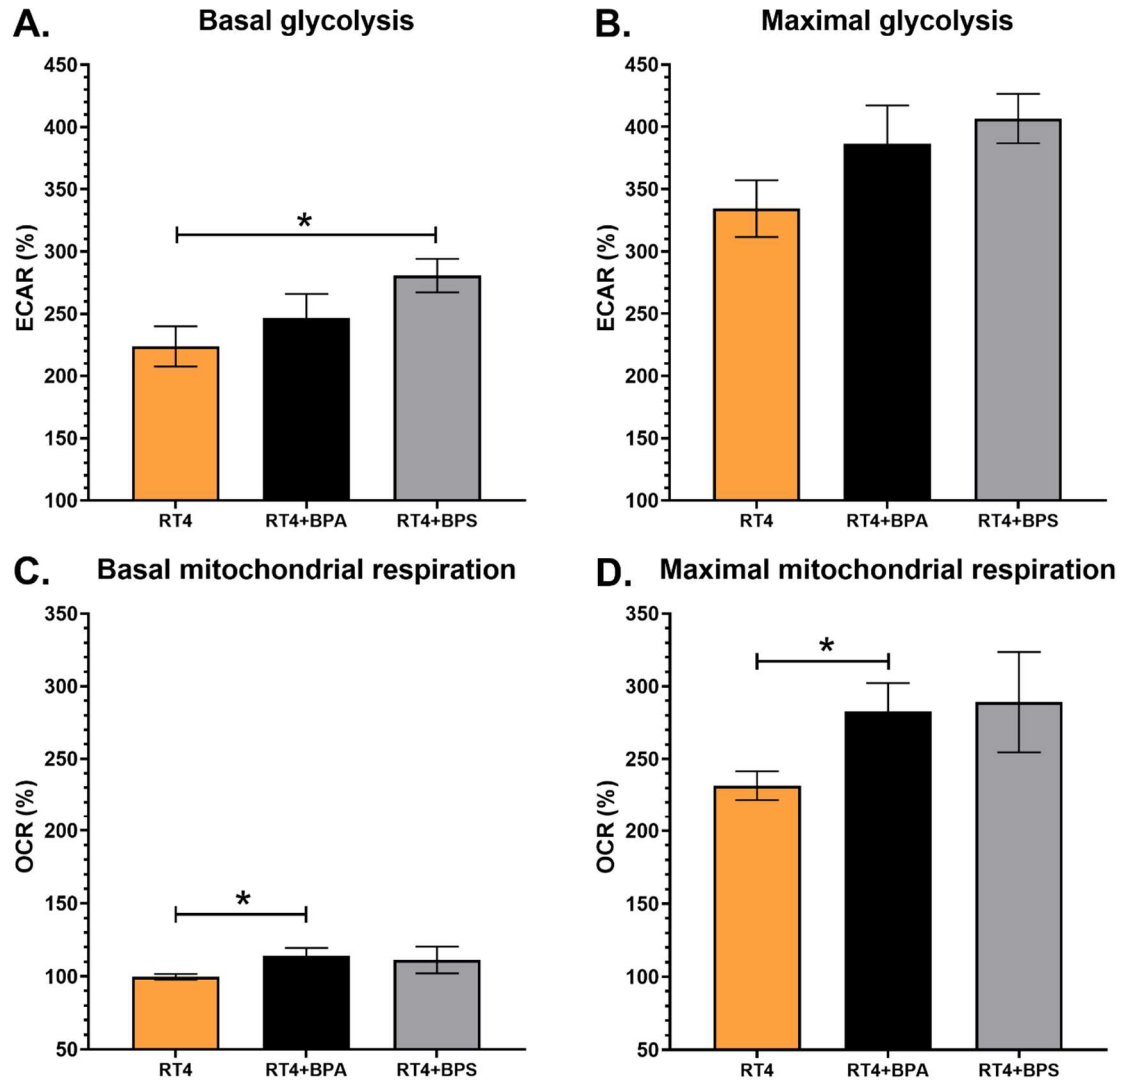 A. Basal glycolysis
ECAR (%)
450
400
350
300
250
200
150
100
*
RT4 RT4+BPA RT4+BPS
B. Maximal glycolysis
ECAR (%)
450
400
350
300
250
200
150
100
RT4 RT4+BPA RT4+BPS
C. Basal mitochondrial respiration
OCR (%)
350
300
250
200
150
100
50
*
RT4 RT4+BPA RT4+BPS
D. Maximal mitochondrial respiration
OCR (%)
350
300
250
200
150
100
50
*
RT4 RT4+BPA RT4+BPS